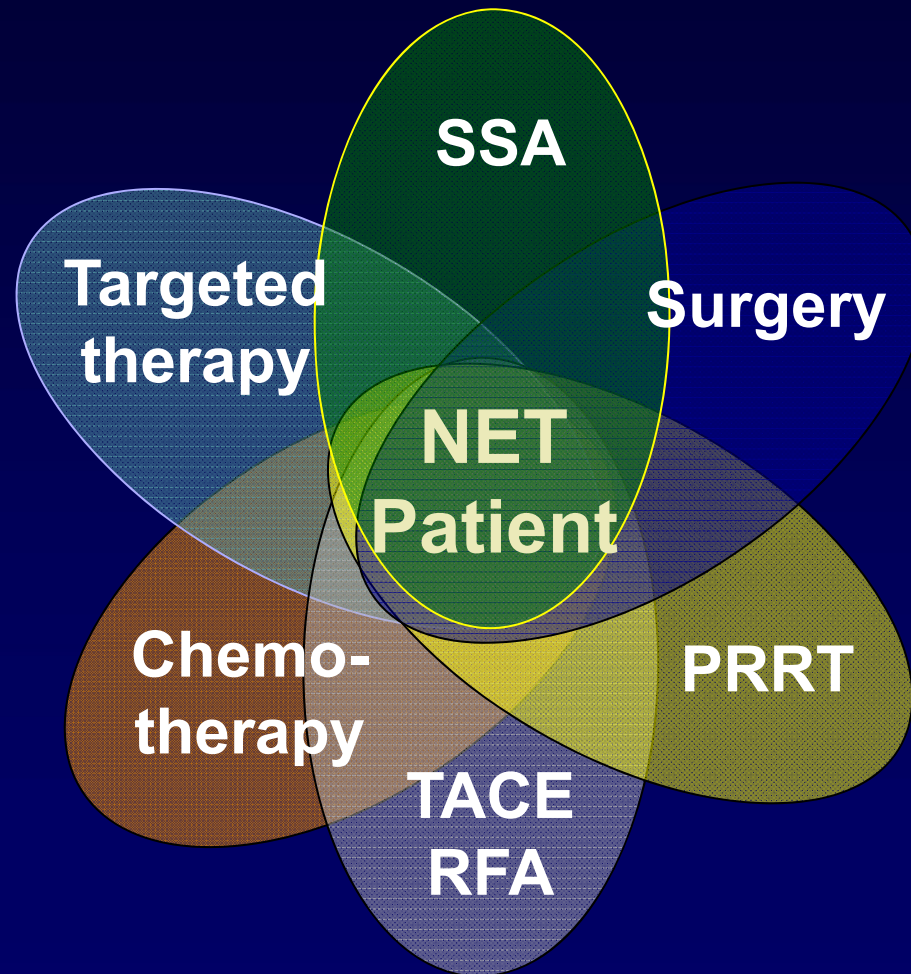 SSA
Targeted
therapy
Surgery
NET
Patient
Chemo-
therapy
PRRT
TACE
RFA